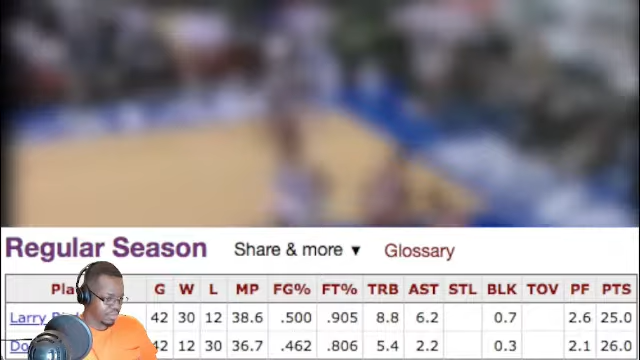 Regular Season Share & more ▼ Glossary
G W L MP FG% FT% TRB AST STL BLK TOV PF PTS
Larry 42 30 12 38.6 .500 .905 8.8 6.2 0.7 2.6 25.0
42 12 30 36.7 .462 .806 5.4 2.2 0.3 2.1 26.0